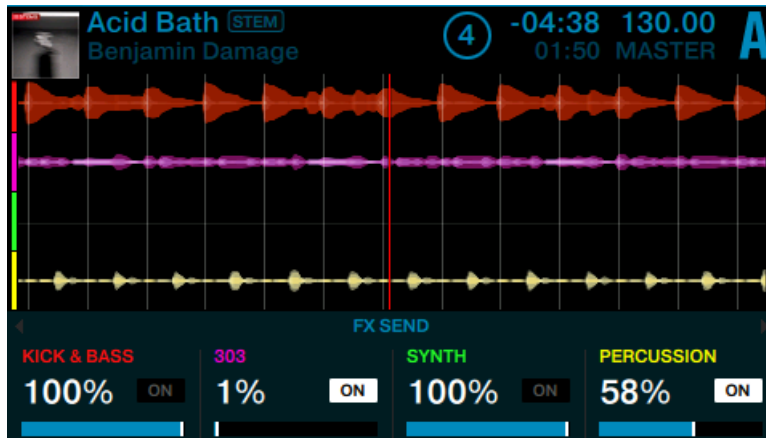 Acid Bath STEM
Benjamin Damage
4
-04:38 130.00
01:50 MASTER
A
FX SEND
KICK & BASS
100% ON
303
1% ON
SYNTH
100% ON
PERCUSSION
58% ON